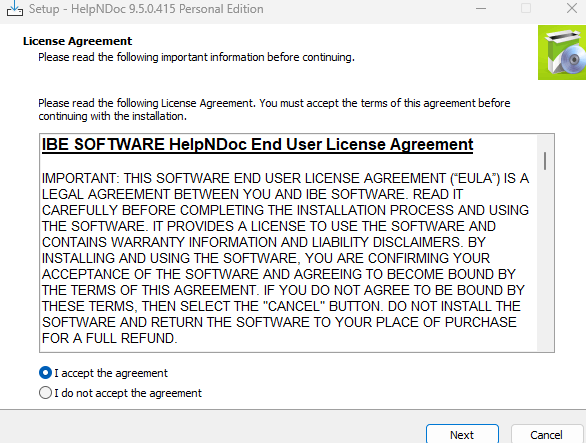 Setup - HelpNDoc 9.5.0.415 Personal Edition
License Agreement
Please read the following important information before continuing.
Please read the following License Agreement. You must accept the terms of this agreement before
continuing with the installation.
IBE SOFTWARE HelpNDoc End User License Agreement
IMPORTANT: THIS SOFTWARE END USER LICENSE AGREEMENT (“EULA”) IS A
LEGAL AGREEMENT BETWEEN YOU AND IBE SOFTWARE. READ IT
CAREFULLY BEFORE COMPLETING THE INSTALLATION PROCESS AND USING
THE SOFTWARE. IT PROVIDES A LICENSE TO USE THE SOFTWARE AND
CONTAINS WARRANTY INFORMATION AND LIABILITY DISCLAIMERS. BY
INSTALLING AND USING THE SOFTWARE, YOU ARE CONFIRMING YOUR
ACCEPTANCE OF THE SOFTWARE AND AGREEING TO BECOME BOUND BY
THE TERMS OF THIS AGREEMENT. IF YOU DO NOT AGREE TO BE BOUND BY
THESE TERMS, THEN SELECT THE "CANCEL" BUTTON. DO NOT INSTALL THE
SOFTWARE AND RETURN THE SOFTWARE TO YOUR PLACE OF PURCHASE
FOR A FULL REFUND.
I accept the agreement
I do not accept the agreement
Next
Cancel